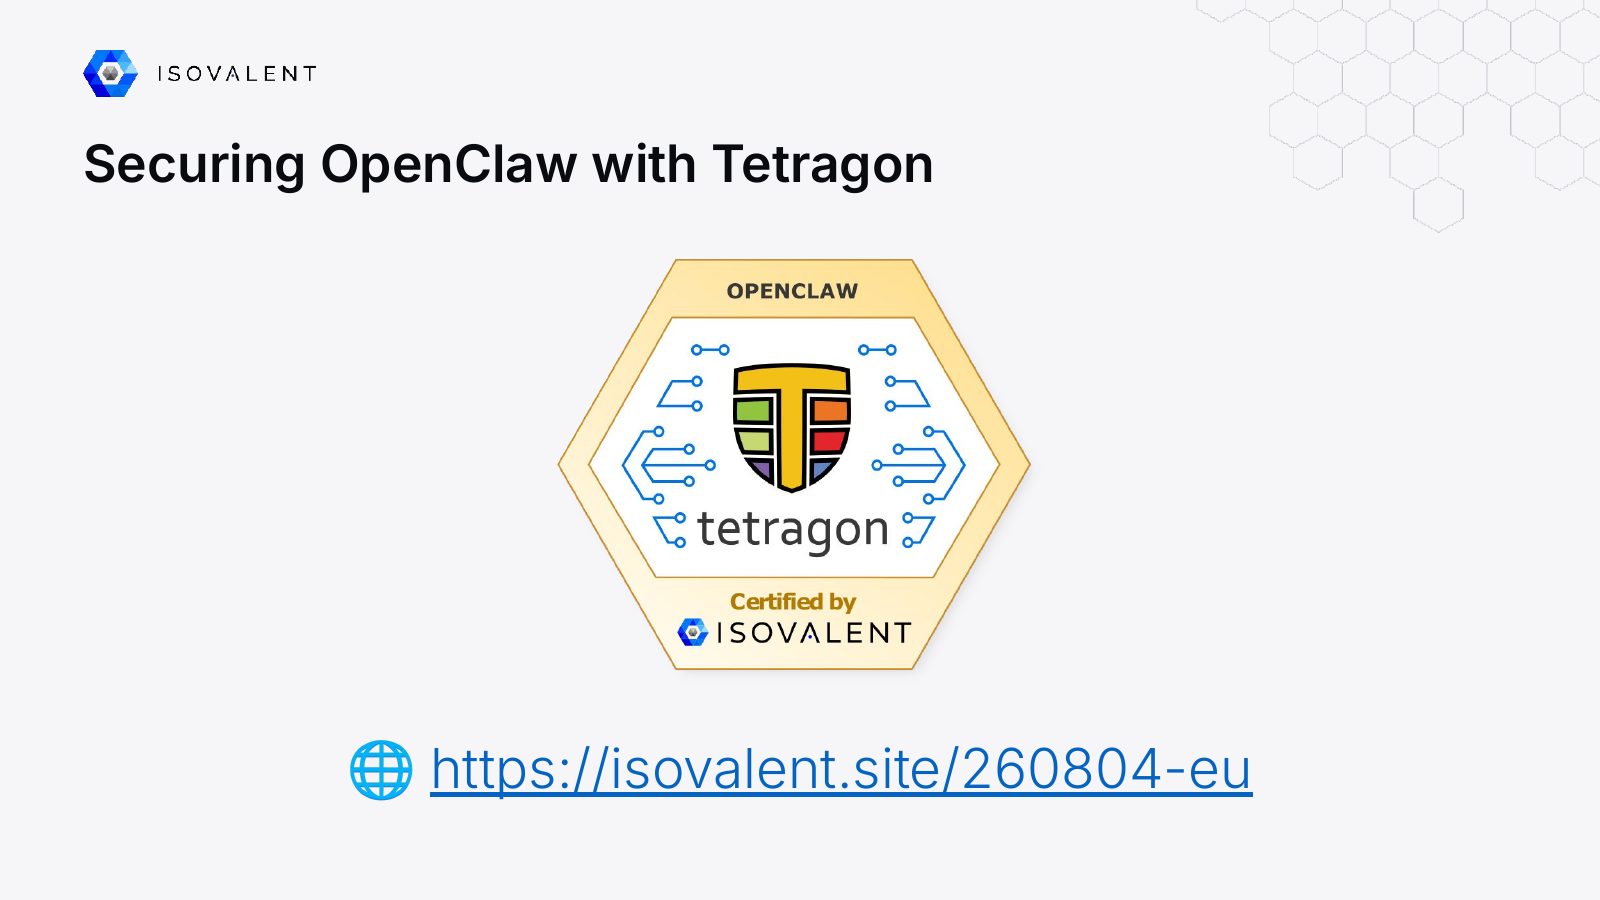 ISOVALENT
Securing OpenClaw with Tetragon
OPENCLAW
tetragon
Certified by
ISOVALENT
https://isovalent.site/260804-eu